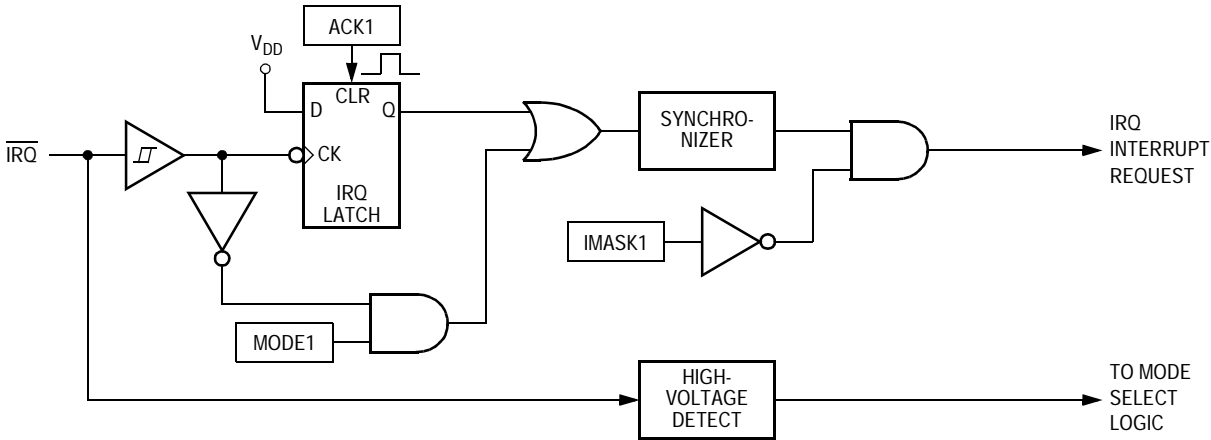 ACK1
VDD
D
CLR
Q
IRQ
CK
IRQ
LATCH
SYNCHRO-
NIZER
IRQ
INTERRUPT
REQUEST
IMASK1
MODE1
HIGH-
VOLTAGE
DETECT
TO MODE
SELECT
LOGIC